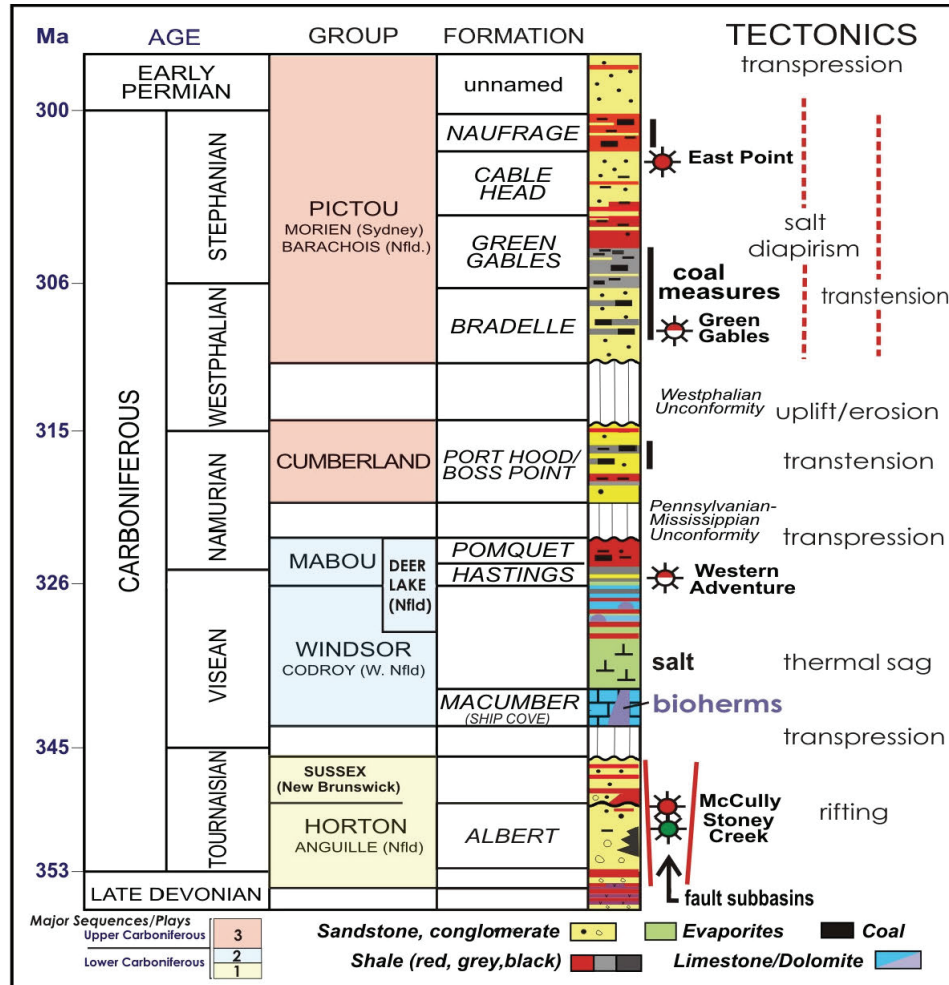 Ma
AGE
GROUP
FORMATION
TECTONICS
EARLY
PERMIAN
300
306
315
326
345
353
CARBONIFEROUS
STEPHANIAN
WESTPHALIAN
NAMURIAN
VISEAN
TOURNAISIAN
LATE DEVONIAN
PICTOU
MORIEN (Sydney)
BARACHOIS (Nfld.)
CUMBERLAND
MABOU
DEER
LAKE
(Nfld)
WINDSOR
CODROY (W. Nfld)
SUSSEX
(New Brunswick)
HORTON
ANGUILLE (Nfld)
unnamed
NAUFRAGE
CABLE
HEAD
GREEN
GABLES
BRADELLE
PORT HOOD/
BOSS POINT
POMQUET
HASTINGS
MACUMBER
(SHIP COVE)
ALBERT
East Point
coal
measures
Green
Gables
Westphalian
Unconformity
Pennsylvanian-
Mississippian
Unconformity
Western
Adventure
salt
bioherms
McCully
Stoney
Creek
fault subbasins
transpression
salt
diapirism
transtension
uplift/erosion
transtension
transpression
thermal sag
transpression
rifting
Major Sequences/Plays
Upper Carboniferous
3
Lower Carboniferous
2
1
Sandstone, conglomerate
Evaporites
Coal
Shale (red, grey,black)
Limestone/Dolomite